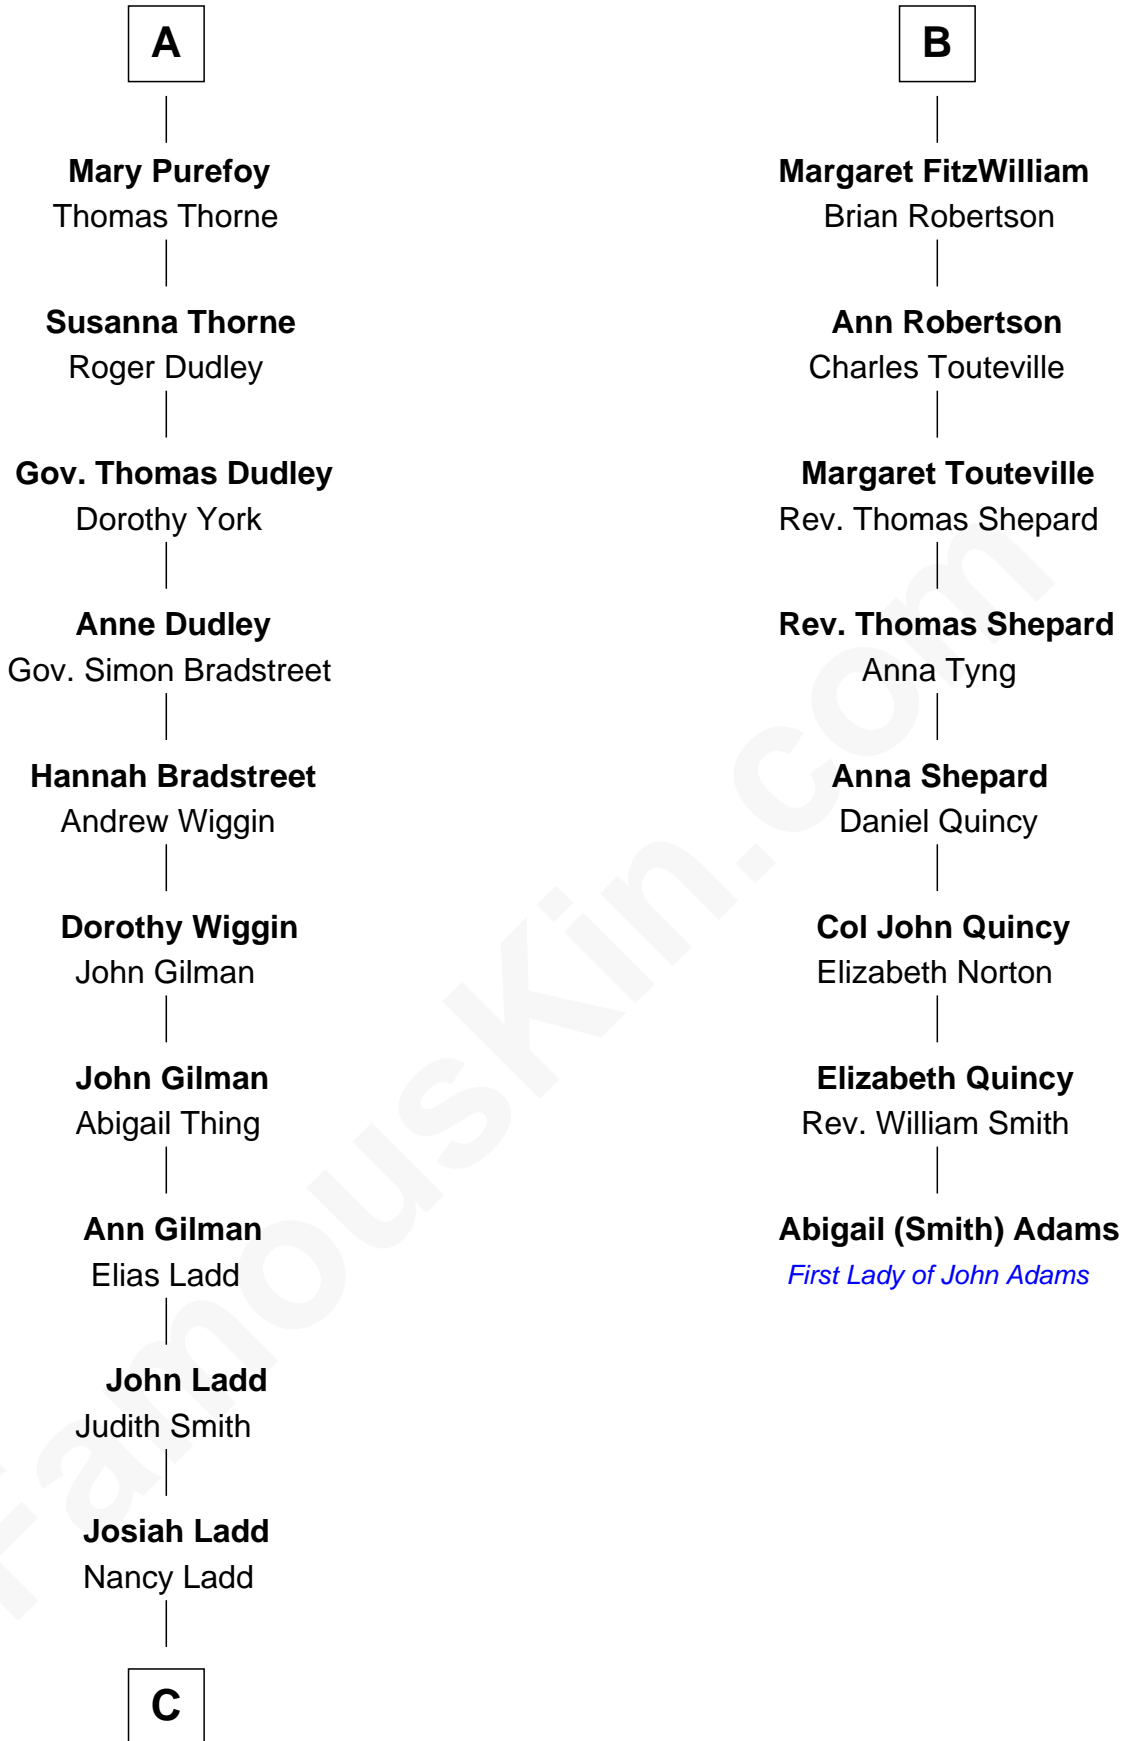 A
Mary Purefoy
Thomas Thorne
Susanna Thorne
Roger Dudley
Gov. Thomas Dudley
Dorothy York
Anne Dudley
Gov. Simon Bradstreet
Hannah Bradstreet
Andrew Wiggin
Dorothy Wiggin
John Gilman
John Gilman
Abigail Thing
Ann Gilman
Elias Ladd
John Ladd
Judith Smith
Josiah Ladd
Nancy Ladd
C
B
Margaret FitzWilliam
Brian Robertson
Ann Robertson
Charles Touteville
Margaret Touteville
Rev. Thomas Shepard
Rev. Thomas Shepard
Anna Tyng
Anna Shepard
Daniel Quincy
Col John Quincy
Elizabeth Norton
Elizabeth Quincy
Rev. William Smith
Abigail (Smith) Adams
First Lady of John Adams
FamousKin.com